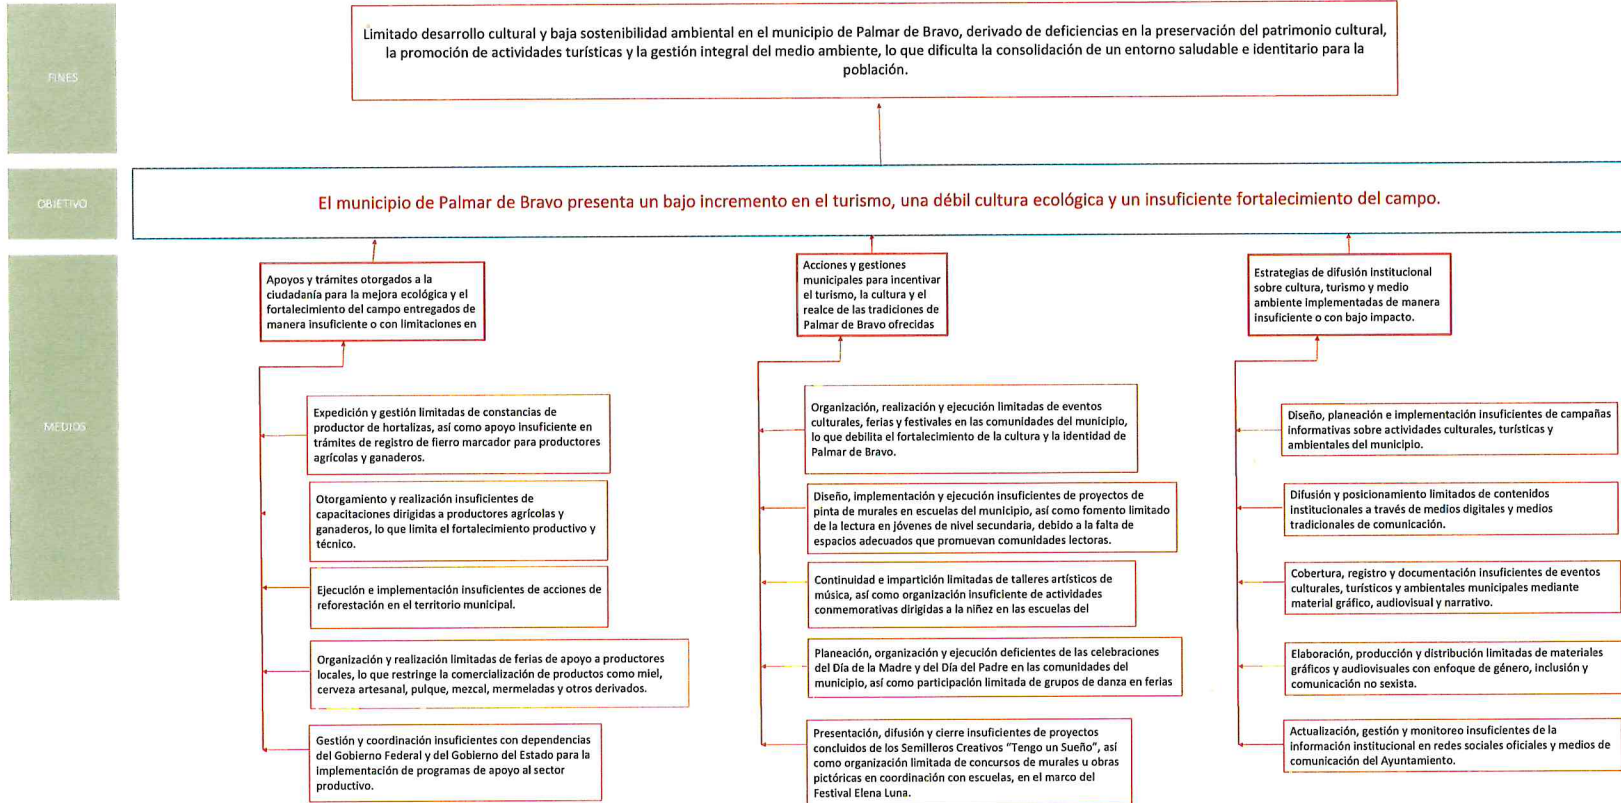 FINES
Limitado desarrollo cultural y baja sostenibilidad ambiental en el municipio de Palmar de Bravo, derivado de deficiencias en la preservación del patrimonio cultural,
la promoción de actividades turísticas y la gestión integral del medio ambiente, lo que dificulta la consolidación de un entorno saludable e identitario para la
población.
OBJETIVO
El municipio de Palmar de Bravo presenta un bajo incremento en el turismo, una débil cultura ecológica y un insuficiente fortalecimiento del campo.
MEDIOS
Apoyos y trámites otorgados a la
ciudadanía para la mejora ecológica y el
fortalecimiento del campo entregados de
manera insuficiente o con limitaciones en
Expedición y gestión limitadas de constancias de
productor de hortalizas, así como apoyo insuficiente en
trámites de registro de fierro marcador para productores
agrícolas y ganaderos.
Otorgamiento y realización insuficientes de
capacitaciones dirigidas a productores agrícolas y
ganaderos, lo que limita el fortalecimiento productivo y
técnico.
Ejecución e implementación insuficientes de acciones de
reforestación en el territorio municipal.
Organización y realización limitadas de ferias de apoyo a productores
locales, lo que restringe la comercialización de productos como miel,
cerveza artesanal, pulque, mezcal, mermeladas y otros derivados.
Gestión y coordinación insuficientes con dependencias
del Gobierno Federal y del Gobierno del Estado para la
implementación de programas de apoyo al sector
productivo.
Acciones y gestiones
municipales para incentivar
el turismo, la cultura y el
realce de las tradiciones de
Palmar de Bravo ofrecidas
Organización, realización y ejecución limitadas de eventos
culturales, ferias y festivales en las comunidades del municipio,
lo que debilita el fortalecimiento de la cultura y la identidad de
Palmar de Bravo.
Diseño, implementación y ejecución insuficientes de proyectos de
pinta de murales en escuelas del municipio, así como fomento limitado
de la lectura en jóvenes de nivel secundaria, debido a la falta de
espacios adecuados que promuevan comunidades lectoras.
Continuidad e impartición limitadas de talleres artísticos de
música, así como organización insuficiente de actividades
conmemorativas dirigidas a la niñez en las escuelas del
Planeación, organización y ejecución deficientes de las celebraciones
del Día de la Madre y del Día del Padre en las comunidades del
municipio, así como participación limitada de grupos de danza en ferias
Presentación, difusión y cierre insuficientes de proyectos
concluidos de los Semilleros Creativos "Tengo un Sueño", así
como organización limitada de concursos de murales u obras
pictóricas en coordinación con escuelas, en el marco del
Festival Elena Luna.
Estrategias de difusión institucional
sobre cultura, turismo y medio
ambiente implementadas de manera
insuficiente o con bajo impacto.
Diseño, planeación e implementación insuficientes de campañas
informativas sobre actividades culturales, turísticas y
ambientales del municipio.
Difusión y posicionamiento limitados de contenidos
institucionales a través de medios digitales y medios
tradicionales de comunicación.
Cobertura, registro y documentación insuficientes de eventos
culturales, turísticos y ambientales municipales mediante
material gráfico, audiovisual y narrativo.
Elaboración, producción y distribución limitadas de materiales
gráficos y audiovisuales con enfoque de género, inclusión y
comunicación no sexista.
Actualización, gestión y monitoreo insuficientes de la
información institucional en redes sociales oficiales y medios de
comunicación del Ayuntamiento.